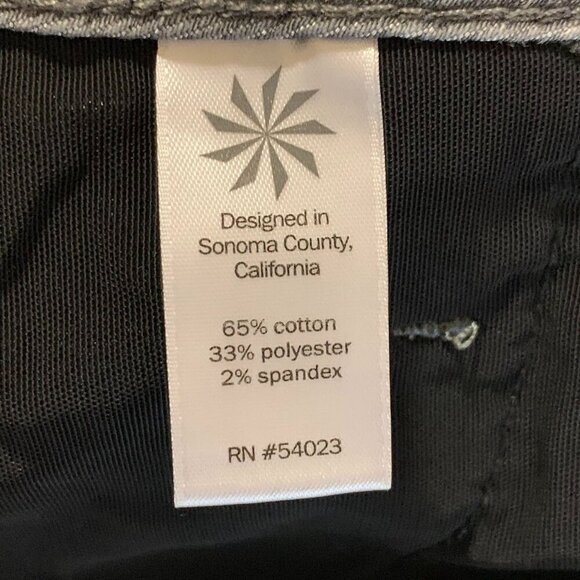 Designed in
Sonoma County,
California
65% cotton
33% polyester
2% spandex
RN #54023